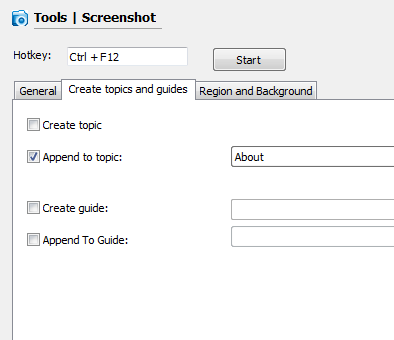 Tools | Screenshot
Hotkey: Ctrl + F12 Start
General Create topics and guides Region and Background
Create topic
Append to topic: About
Create guide:
Append To Guide: